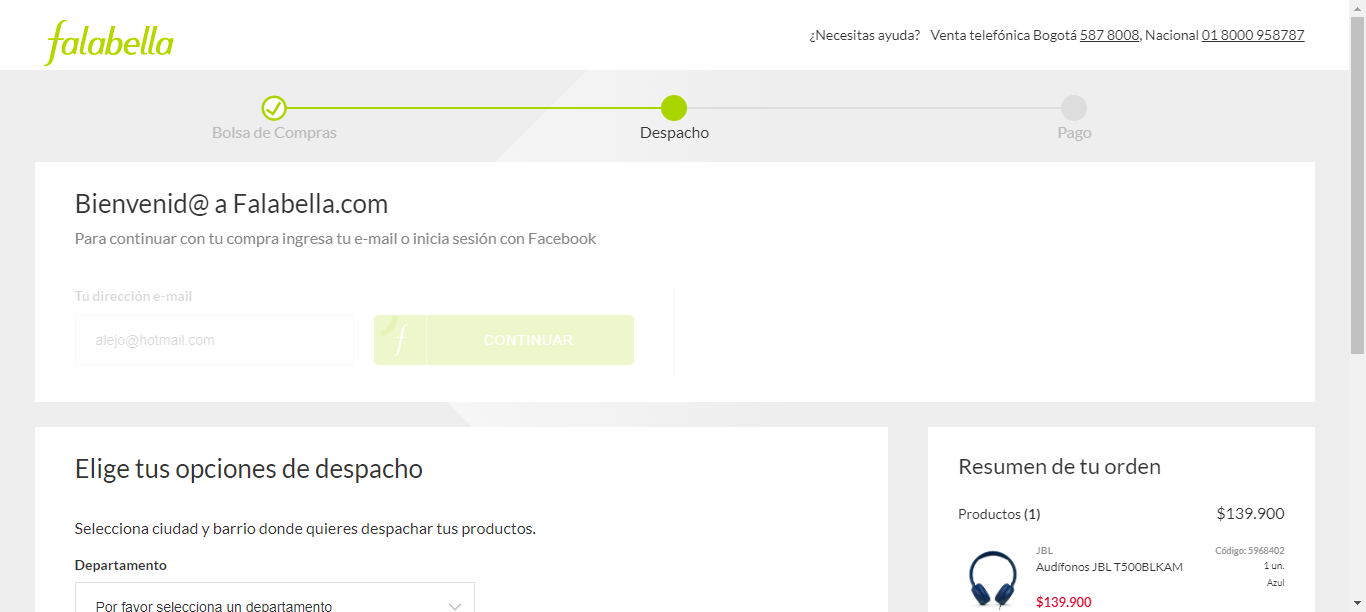 falabella
¿Necesitas ayuda? Venta telefónica Bogotá 587 8008, Nacional 01 8000 958787
Bolsa de Compras
Despacho
Pago
Bienvenid@ a Falabella.com
Para continuar con tu compra ingresa tu e-mail o inicia sesión con Facebook
Tu dirección e-mail
alejo@hotmail.com
f CONTINUAR
Elige tus opciones de despacho
Selecciona ciudad y barrio donde quieres despachar tus productos.
Departamento
Por favor selecciona un departamento
Resumen de tu orden
Productos (1) $139.900
JBL Código: 5968402
Audífonos JBL T500BLKAM 1 un.
Azul
$139.900